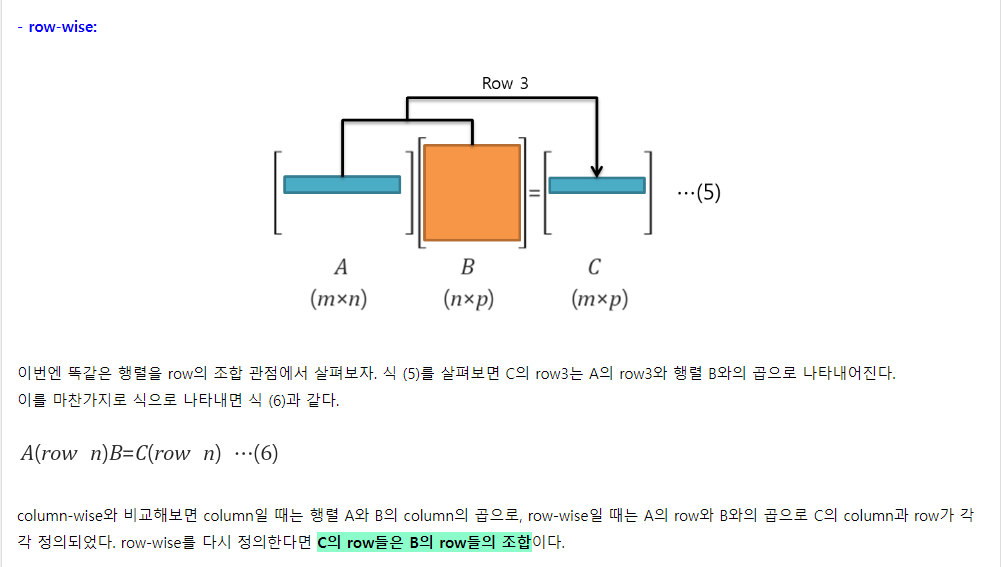 - row-wise:
Row 3
=
⋯(5)
A B C
(m×n) (n×p) (m×p)
이번엔 똑같은 행렬을 row의 조합 관점에서 살펴보자. 식 (5)를 살펴보면 C의 row3는 A의 row3와 행렬 B와의 곱으로 나타내어진다.
이를 마찬가지로 식으로 나타내면 식 (6)과 같다.
A(row n)B=C(row n) ⋯(6)
column-wise와 비교해보면 column일 때는 행렬 A와 B의 column의 곱으로, row-wise일 때는 A의 row와 B와의 곱으로 C의 column과 row가 각
각 정의되었다. row-wise를 다시 정의한다면 C의 row들은 B의 row들의 조합이다.